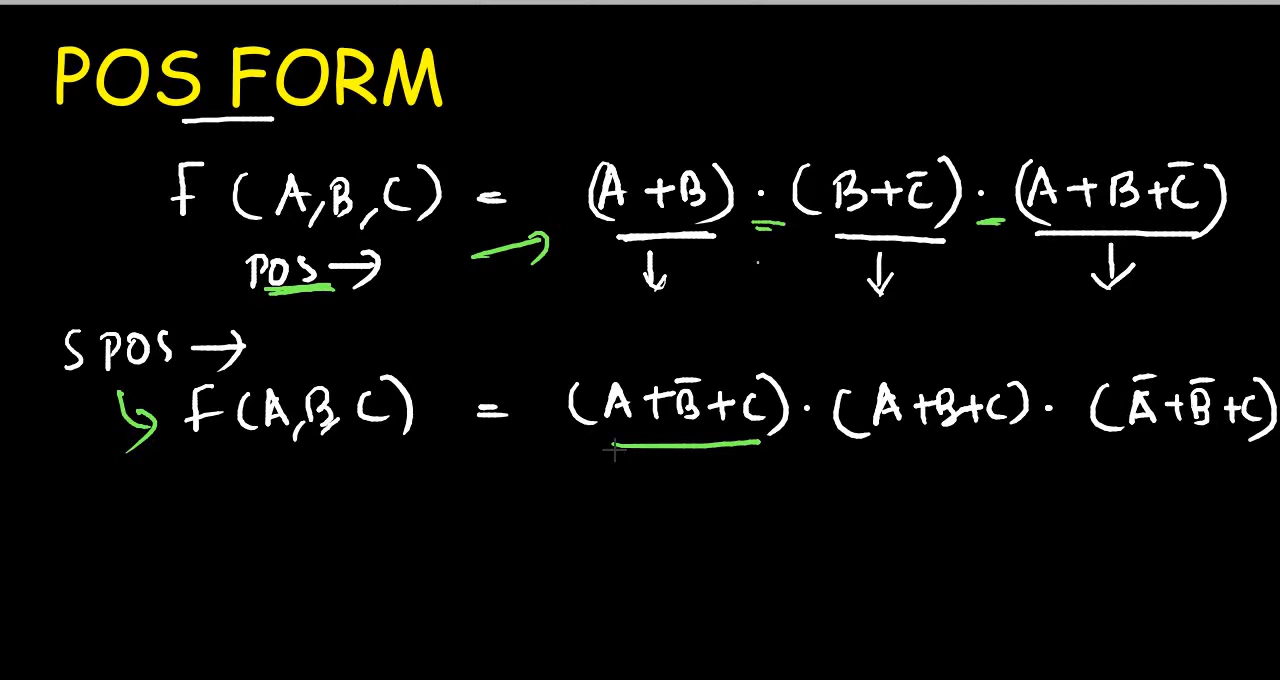 POS FORM
F (A,B,C) = (A+B) · (B+C̄) · (A+B+C̄)
POS →
SPOS →
F(A,B,C) = (A+B̄+C) · (A+B+C) · (Ā+B̄+C)